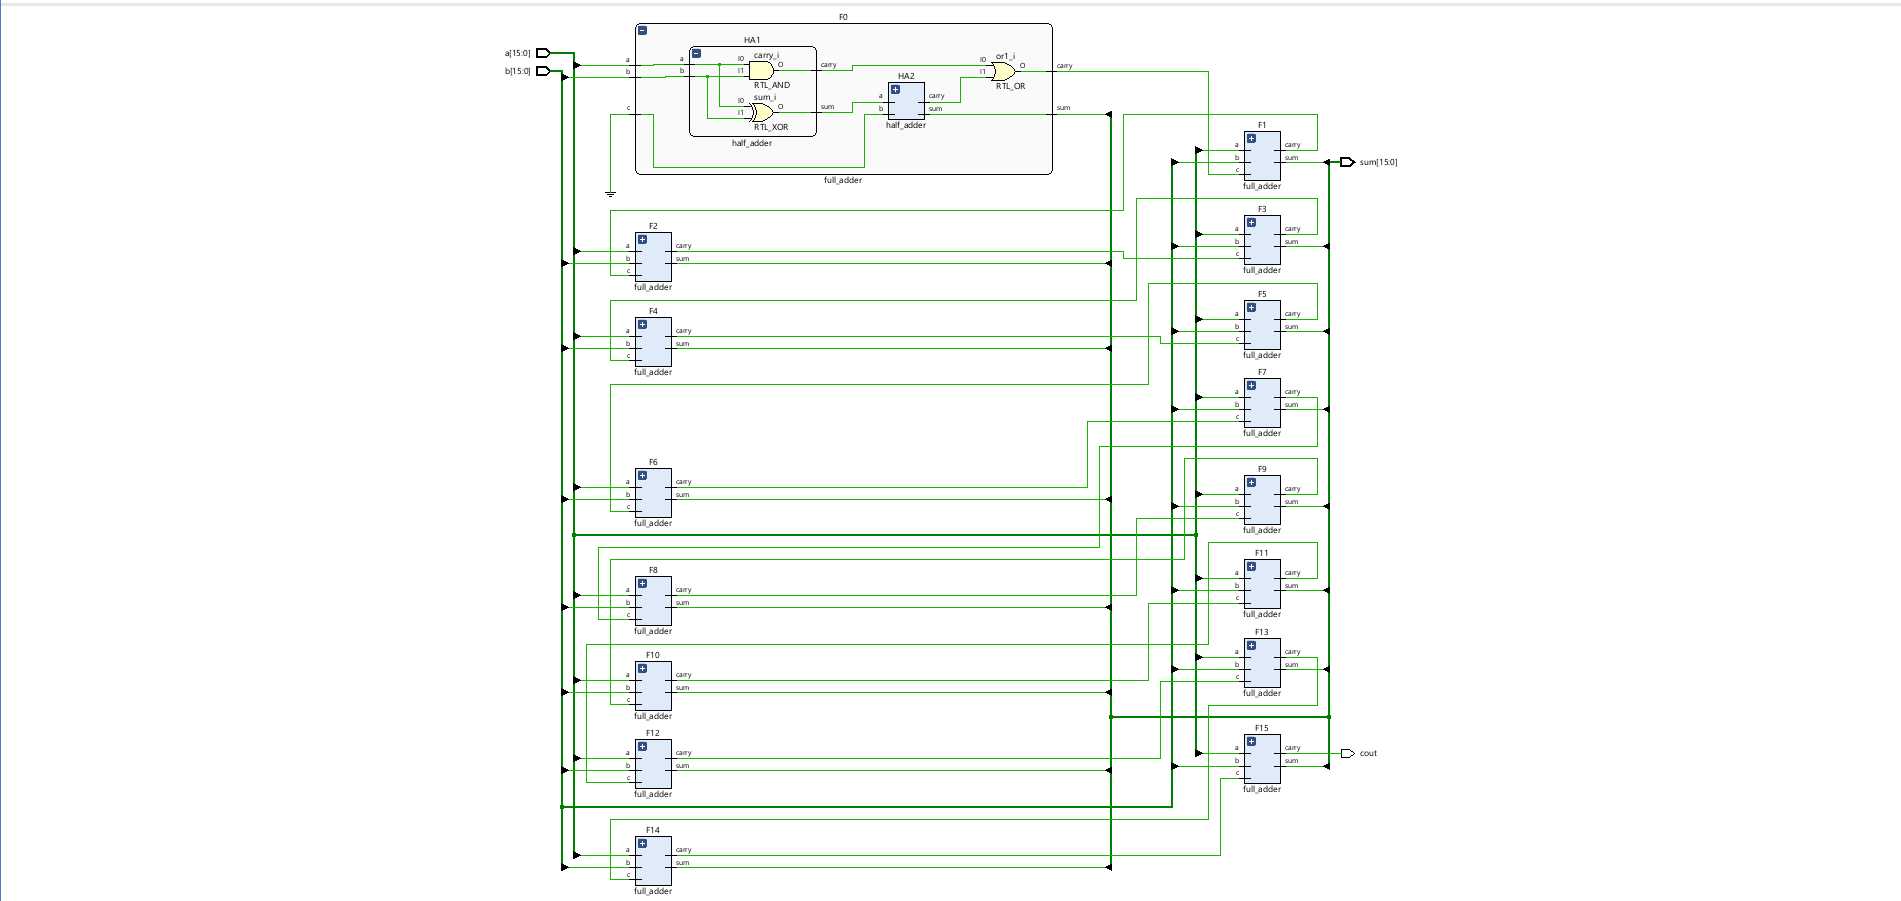 F0
HA1
a[15:0]
b[15:0]
a
b
c
a
b
carry_i
I0
I1
O
RTL_AND
sum_i
I0
I1
O
RTL_XOR
carry
sum
half_adder
HA2
a
b
carry
sum
half_adder
or1_i
I0
I1
O
RTL_OR
carry
sum
full_adder
F1
a
b
c
carry
sum
full_adder
sum[15:0]
F2
a
b
c
carry
sum
full_adder
F3
a
b
c
carry
sum
full_adder
F4
a
b
c
carry
sum
full_adder
F5
a
b
c
carry
sum
full_adder
F7
a
b
c
carry
sum
full_adder
F6
a
b
c
carry
sum
full_adder
F9
a
b
c
carry
sum
full_adder
F8
a
b
c
carry
sum
full_adder
F11
a
b
c
carry
sum
full_adder
F10
a
b
c
carry
sum
full_adder
F13
a
b
c
carry
sum
full_adder
F12
a
b
c
carry
sum
full_adder
F15
a
b
c
carry
sum
full_adder
cout
F14
a
b
c
carry
sum
full_adder